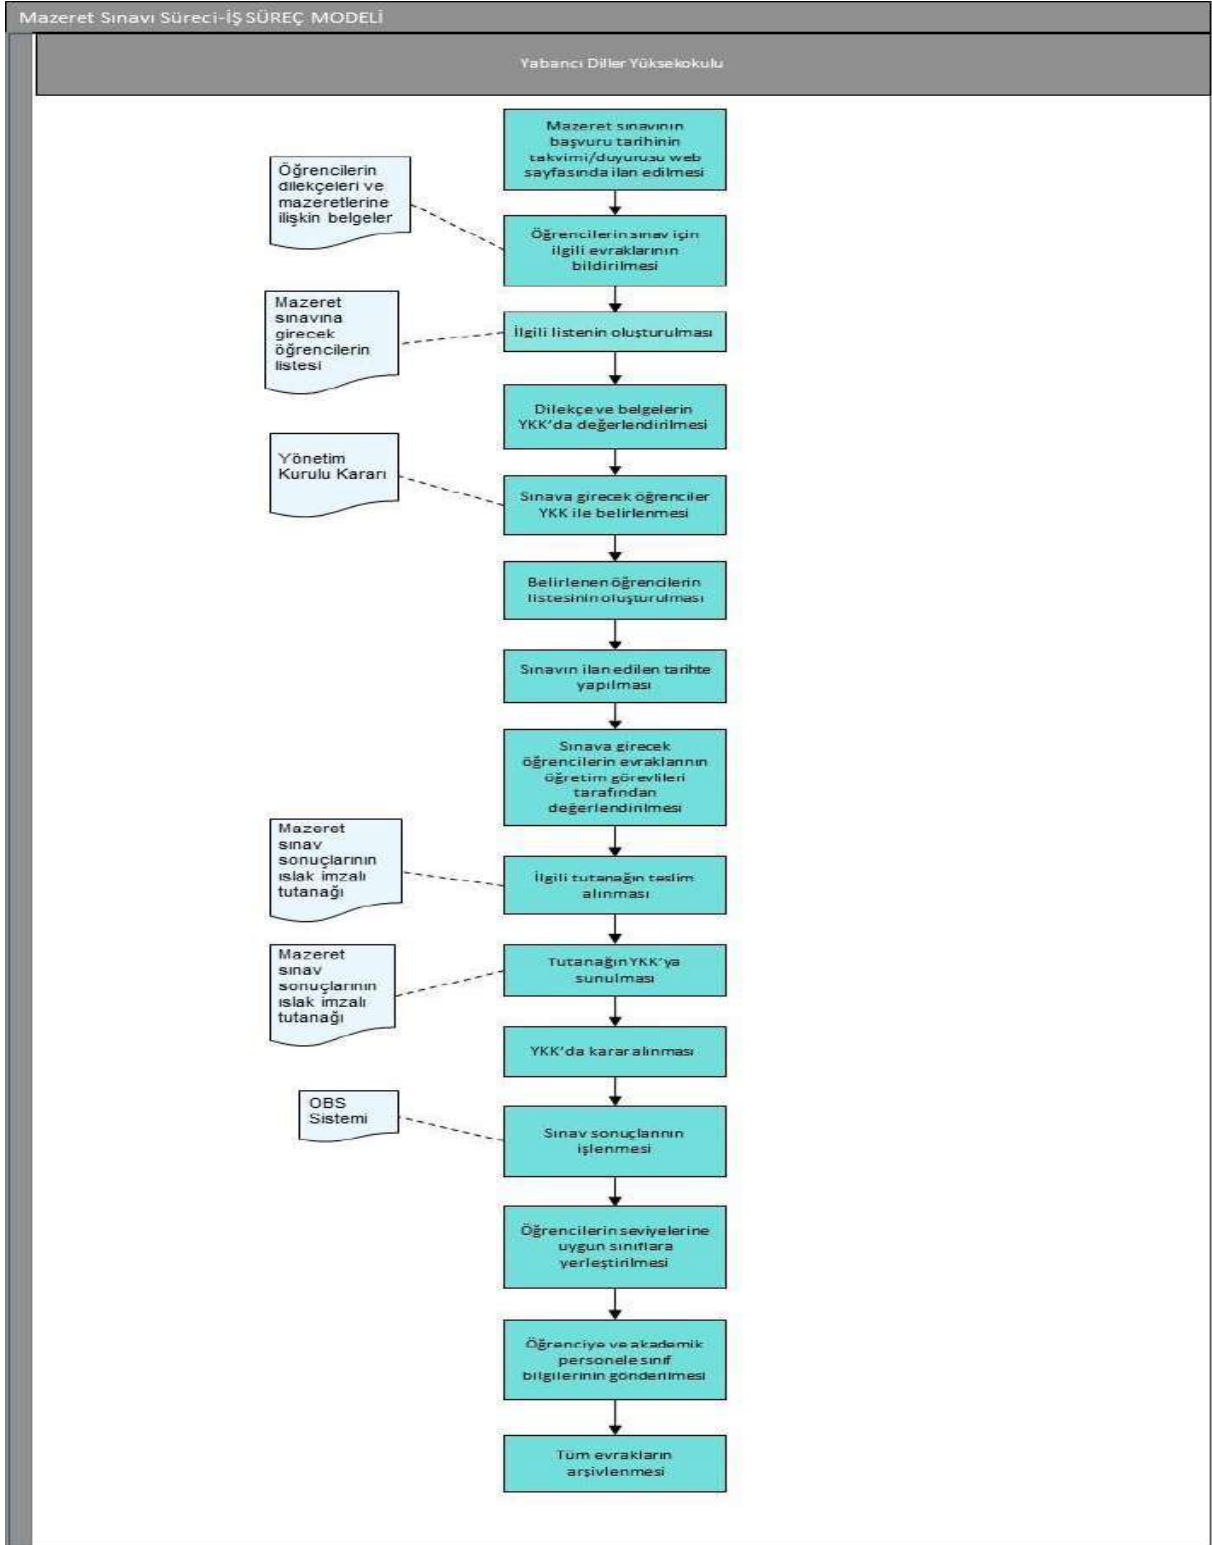 Mazeret Sınavı Süreci-İŞ SÜREÇ MODELİ
Yabancı Diller Yüksekokulu
Mazeret sınavının
başvuru tarihinin
takvimi/duyurusu web
sayfasında ilan edilmesi
Öğrencilerin
dilekçeleri ve
mazeretlerine
ilişkin belgeler
Öğrencilerin sınav için
ilgili evraklarının
bildirilmesi
Mazeret
sınavına
girecek
öğrencilerin
listesi
İlgili listenin oluşturulması
Dilekçe ve belgelerin
YKK'da değerlendirilmesi
Yönetim
Kurulu Kararı
Sınava girecek öğrenciler
YKK ile belirlenmesi
Belirlenen öğrencilerin
listesinin oluşturulması
Sınavın ilan edilen tarihte
yapılması
Sınava girecek
öğrencilerin evraklarının
öğretim görevlileri
tarafından
değerlendirilmesi
Mazeret
sınav
sonuçlarının
ıslak imzalı
tutanağı
İlgili tutanağın teslim
alınması
Mazeret
sınav
sonuçlarının
ıslak imzalı
tutanağı
Tutanağın YKK'ya
sunulması
YKK'da karar alınması
OBS
Sistemi
Sınav sonuçlarının
işlenmesi
Öğrencilerin seviyelerine
uygun sınıflara
yerleştirilmesi
Öğrenciye ve akademik
personele sınıf
bilgilerinin gönderilmesi
Tüm evrakların
arşivlenmesi